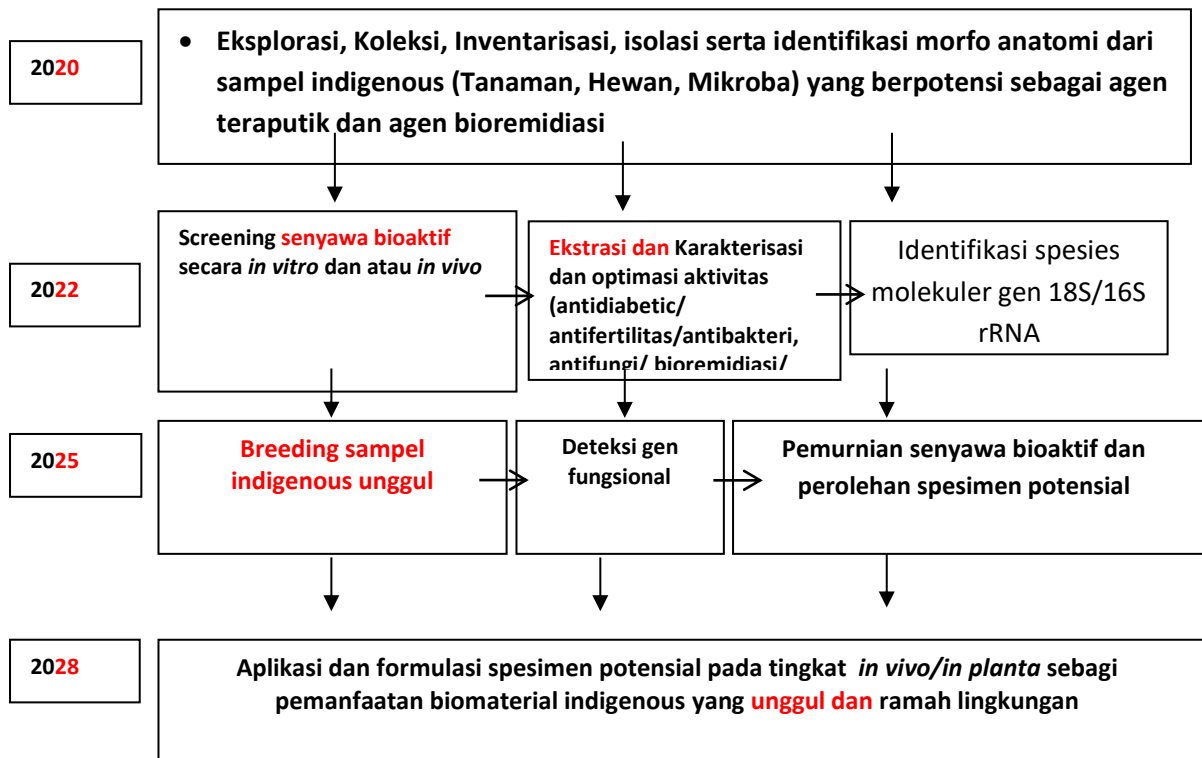 2020
• Eksplorasi, Koleksi, Inventarisasi, isolasi serta identifikasi morfo anatomi dari
sampel indigenous (Tanaman, Hewan, Mikroba) yang berpotensi sebagai agen
teraputik dan agen bioremidiasi
2022
Screening senyawa bioaktif
secara in vitro dan atau in vivo
Ekstrasi dan Karakterisasi
dan optimasi aktivitas
(antidiabetic/
antifertilitas/antibakteri,
antifungi/ bioremidiasi/
Identifikasi spesies
molekuler gen 18S/16S
rRNA
2025
Breeding sampel
indigenous unggul
Deteksi gen
fungsional
Pemurnian senyawa bioaktif dan
perolehan spesimen potensial
2028
Aplikasi dan formulasi spesimen potensial pada tingkat in vivo/in planta sebagi
pemanfaatan biomaterial indigenous yang unggul dan ramah lingkungan